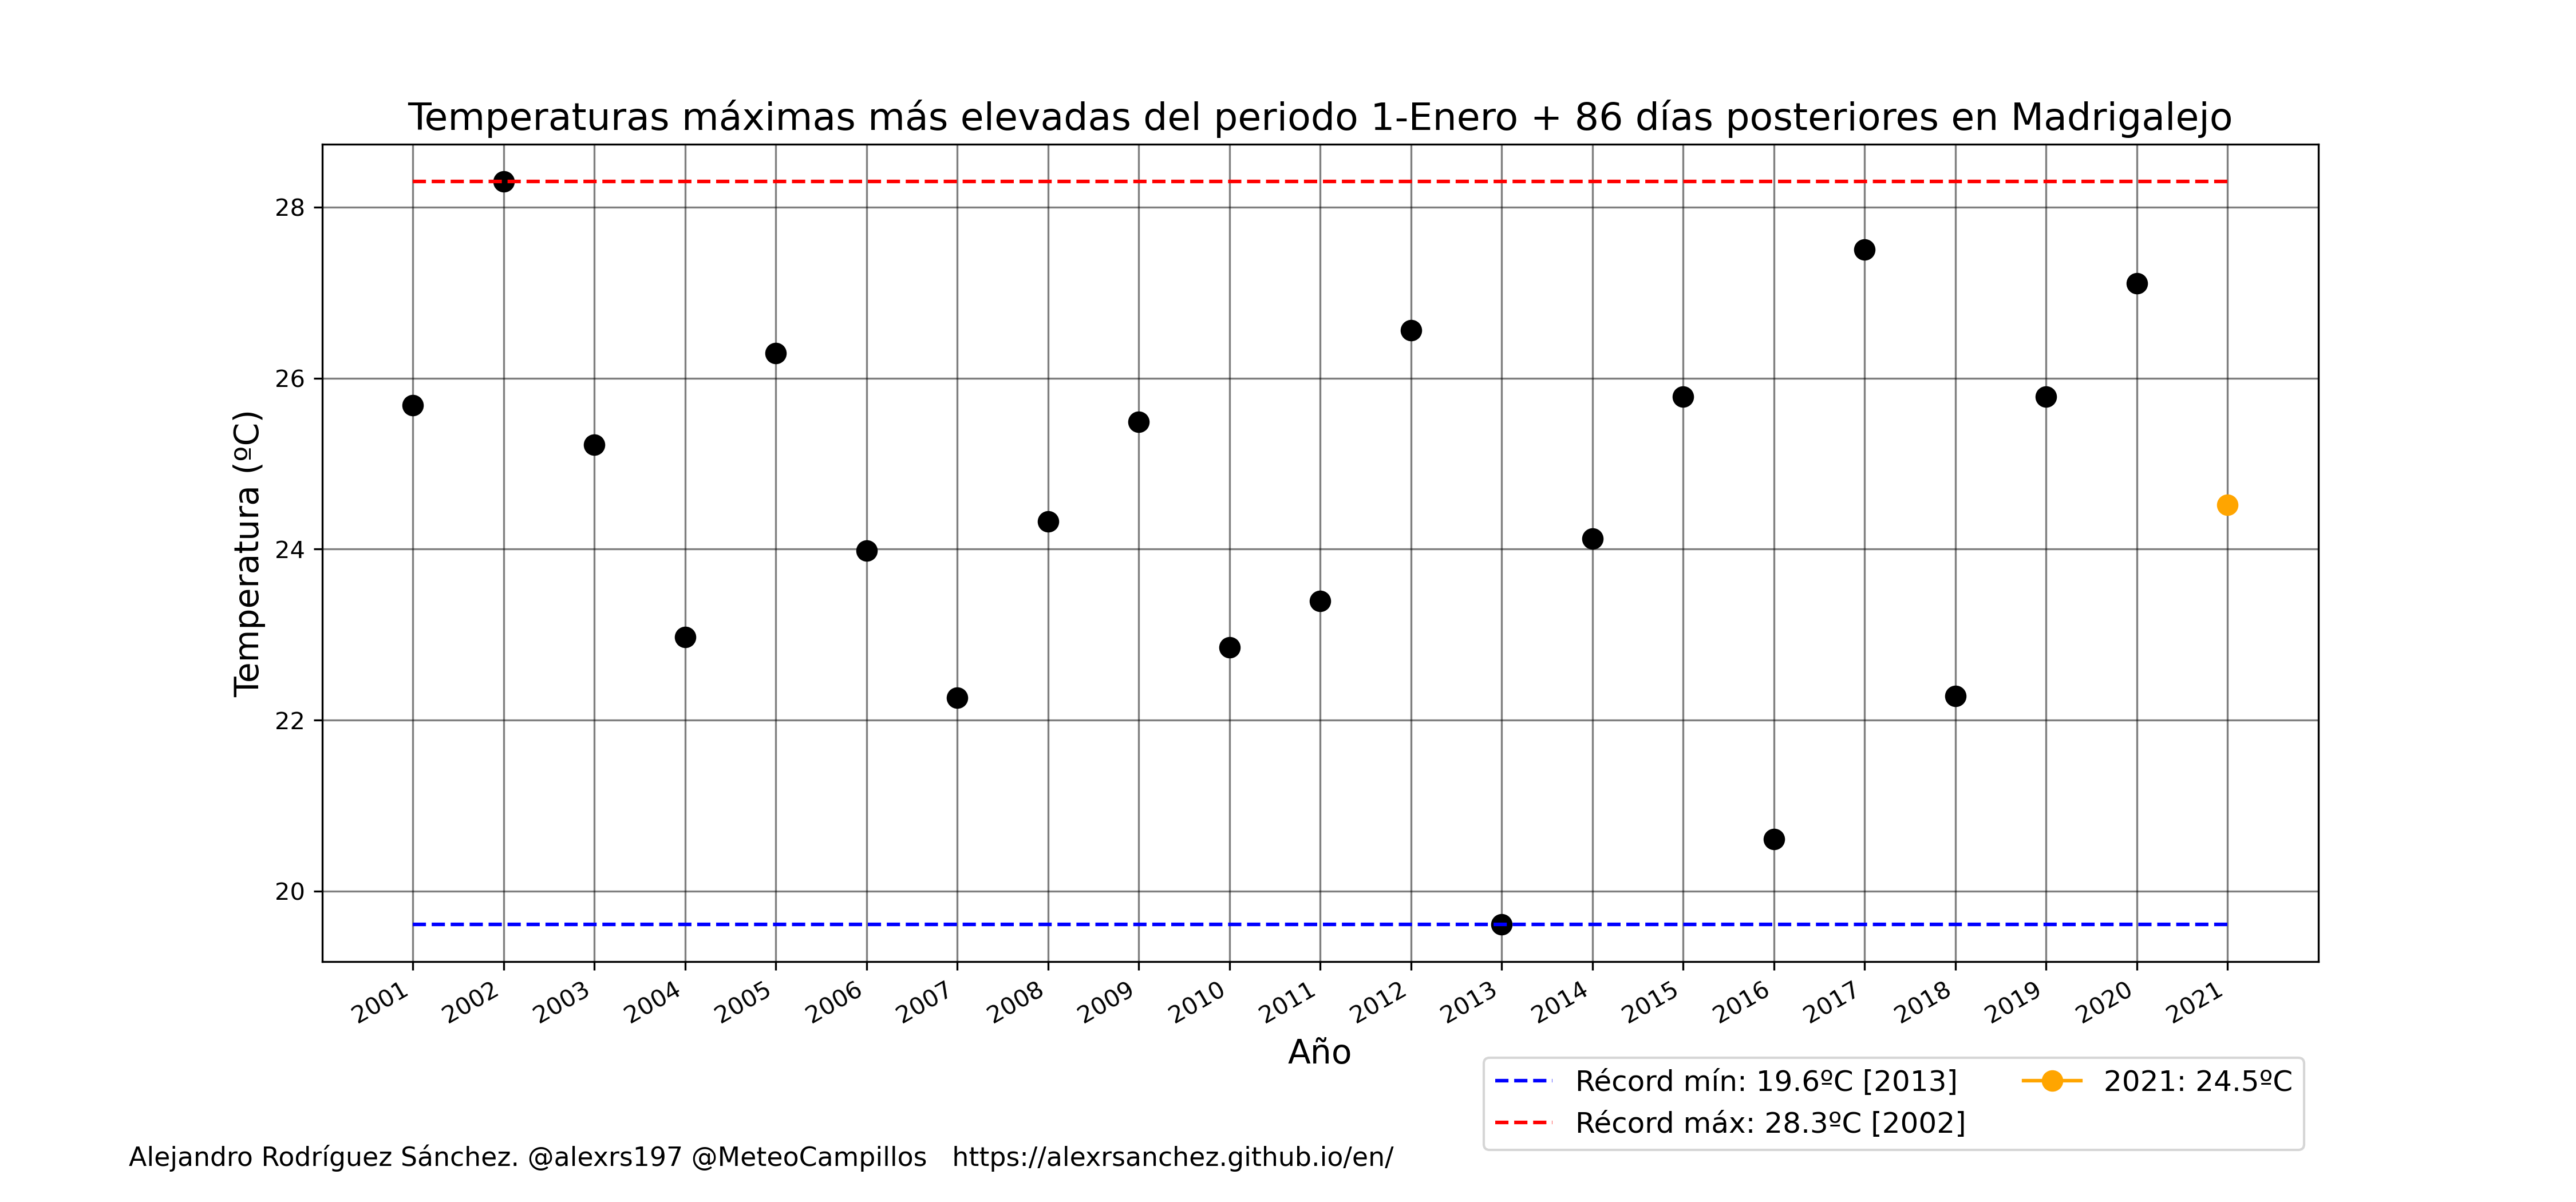 Temperaturas máximas más elevadas del periodo 1-Enero + 86 días posteriores en Madrigalejo
Temperatura (ºC)
28
26
24
22
20
2001 2002 2003 2004 2005 2006 2007 2008 2009 2010 2011 2012 2013 2014 2015 2016 2017 2018 2019 2020 2021
Año
Récord mín: 19.6ºC [2013]
Récord máx: 28.3ºC [2002]
2021: 24.5ºC
Alejandro Rodríguez Sánchez. @alexrs197 @MeteoCampillos https://alexrsanchez.github.io/en/